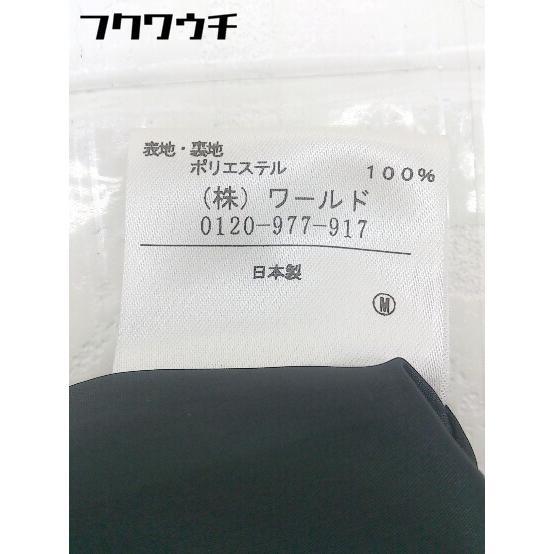 フクワウチ
表地・裏地
ポリエステル 100%
(株) ワールド
0120-977-917
日本製
M